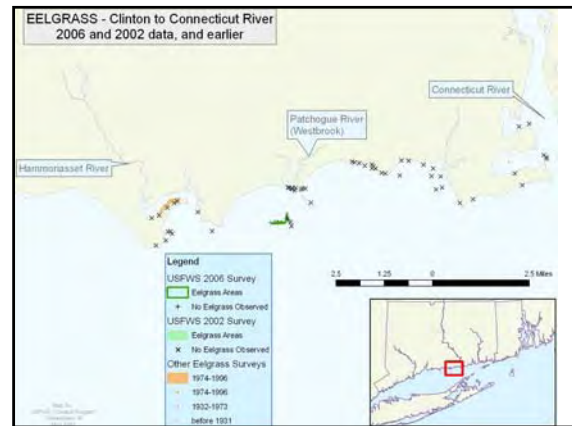 EELGRASS - Clinton to Connecticut River
2006 and 2002 data, and earlier
Connecticut River
Patchogue River
(Westbrook)
Hammonasset River
Legend
USFWS 2006 Survey
Eelgrass Areas
No Eelgrass Observed
USFWS 2002 Survey
Eelgrass Areas
No Eelgrass Observed
Other Eelgrass Surveys
1974-1996
1974-1996
1932-1973
before 1931
2.5 1.25 0 2.5 Miles